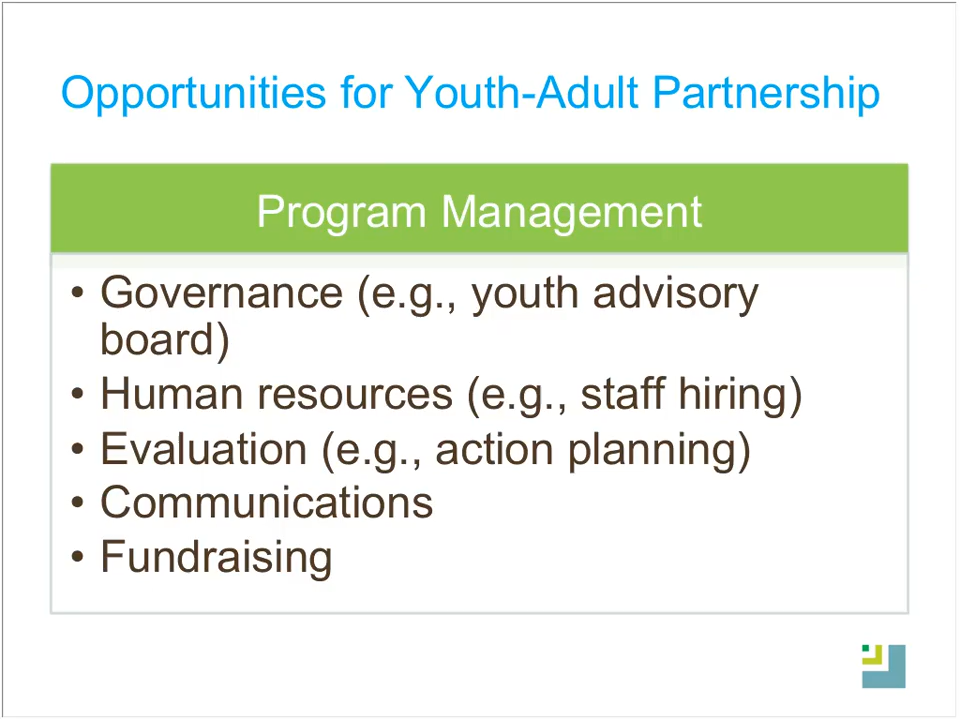 Opportunities for Youth-Adult Partnership
Program Management
• Governance (e.g., youth advisory
board)
• Human resources (e.g., staff hiring)
• Evaluation (e.g., action planning)
• Communications
• Fundraising